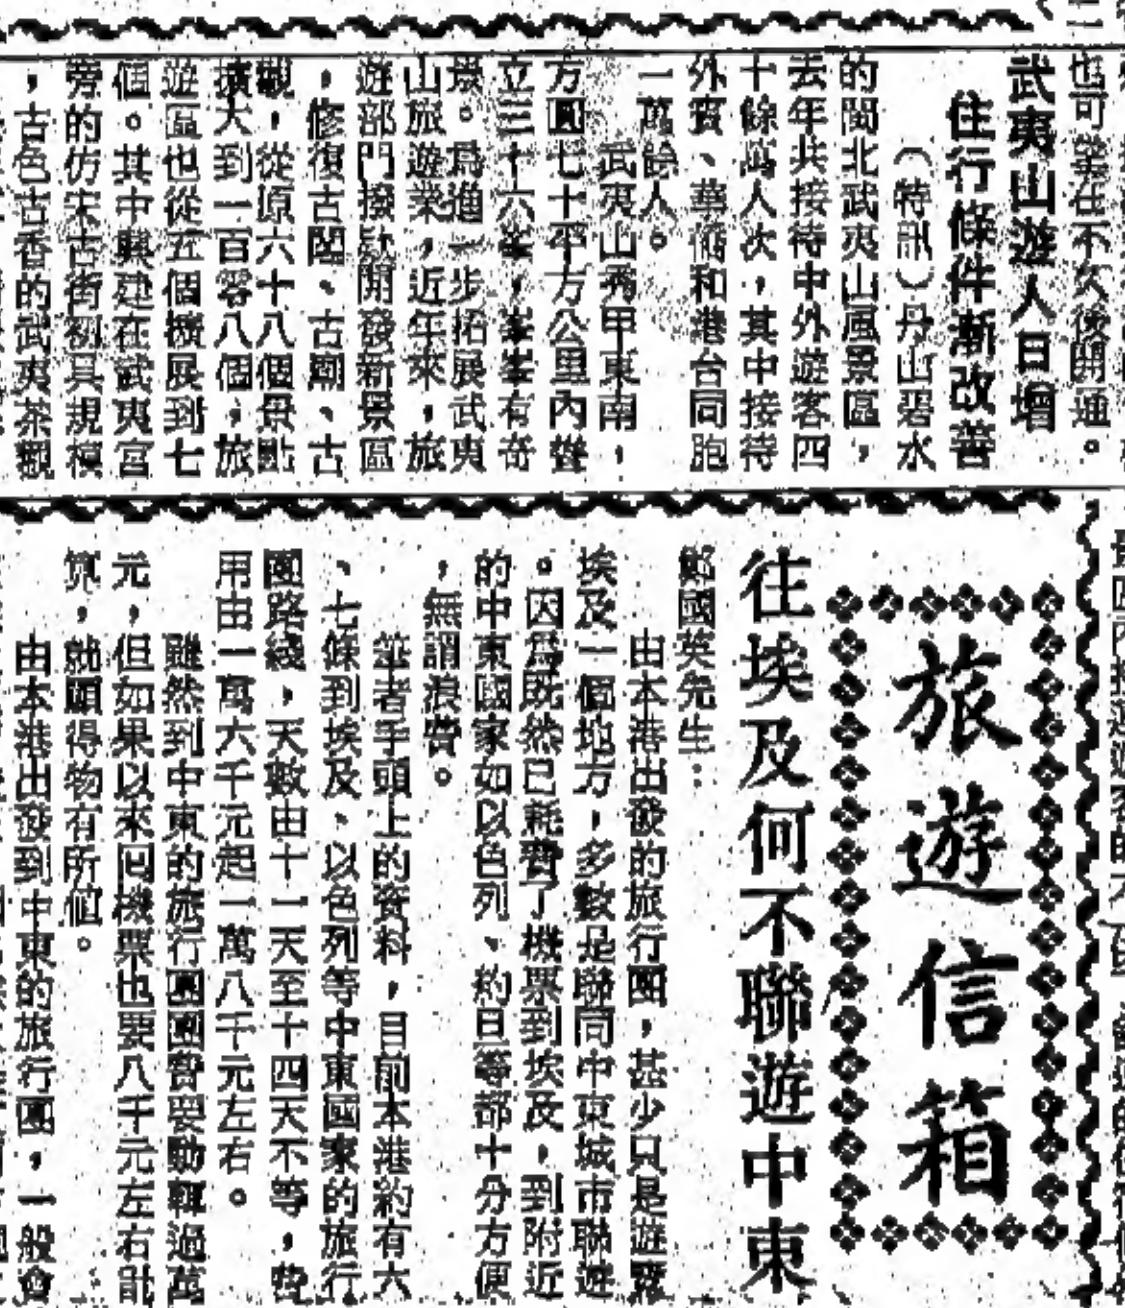 也可望在不久後開通。
武夷山遊人日增
住行條件漸改善
（特訊）丹山碧水
的閩北武夷山風景區，
去年共接待中外遊客四
十餘萬人次，其中接待
外賓、華僑和港台同胞
一萬餘人。
武夷山秀甲東南，
方圓七十平方公里內聳
立三十六峯，峯峯有奇
景。爲進一步拓展武夷
山旅遊業，近年來，旅
遊部門撥款開發新景區
，修復古閣、古廟、古
觀，從原六十八個景點
擴大到一百零八個，旅
遊區也從五個擴展到七
個。其中興建在武夷宮
旁的仿宋古街初具規模
，古色古香的武夷茶觀
旅遊信箱
往埃及何不聯遊中東
鄭國英先生：
由本港出發的旅行團，甚少只是遊覽
埃及一個地方，多數是聯同中東城市聯遊
。因爲既然已耗費了機票到埃及，到附近
的中東國家如以色列、約旦等都十分方便
，無謂浪費。
筆者手頭上的資料，目前本港約有六
、七條到埃及、以色列等中東國家的旅行
團路綫，天數由十一天至十四天不等，費
用由一萬六千元起一萬八千元左右。
雖然到中東的旅行團團費要動輒過萬
元，但如果以來回機票也要八千元左右計
算，就顯得物有所值。
由本港出發到中東的旅行團，一般會